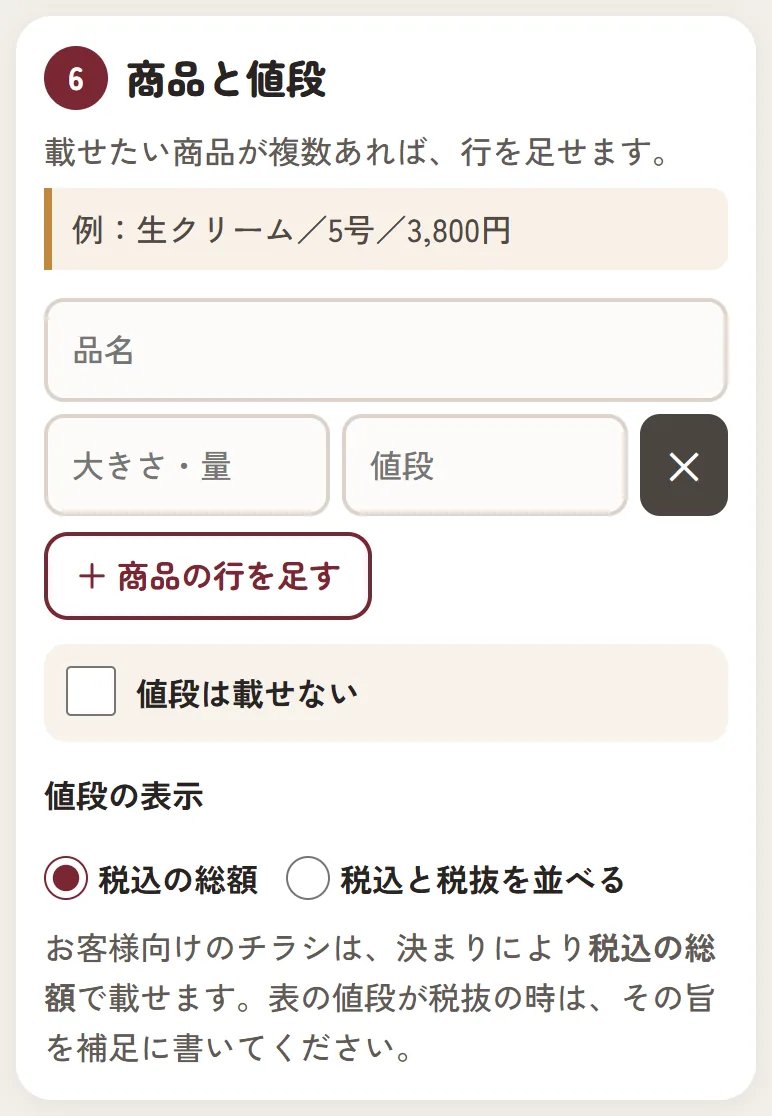 6 商品と値段
載せたい商品が複数あれば、行を足せます。
例：生クリーム／5号／3,800円
品名
大きさ・量 値段 ×
＋ 商品の行を足す
値段は載せない
値段の表示
税込の総額 税込と税抜を並べる
お客様向けのチラシは、決まりにより税込の総
額で載せます。表の値段が税抜の時は、その旨
を補足に書いてください。